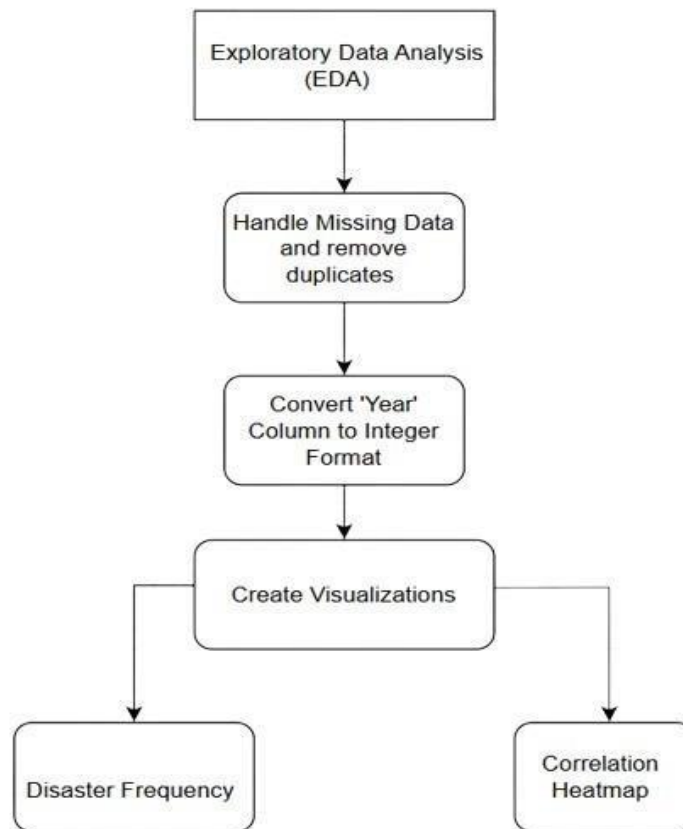 Exploratory Data Analysis
(EDA)
Handle Missing Data
and remove
duplicates
Convert 'Year'
Column to Integer
Format
Create Visualizations
Disaster Frequency
Correlation
Heatmap